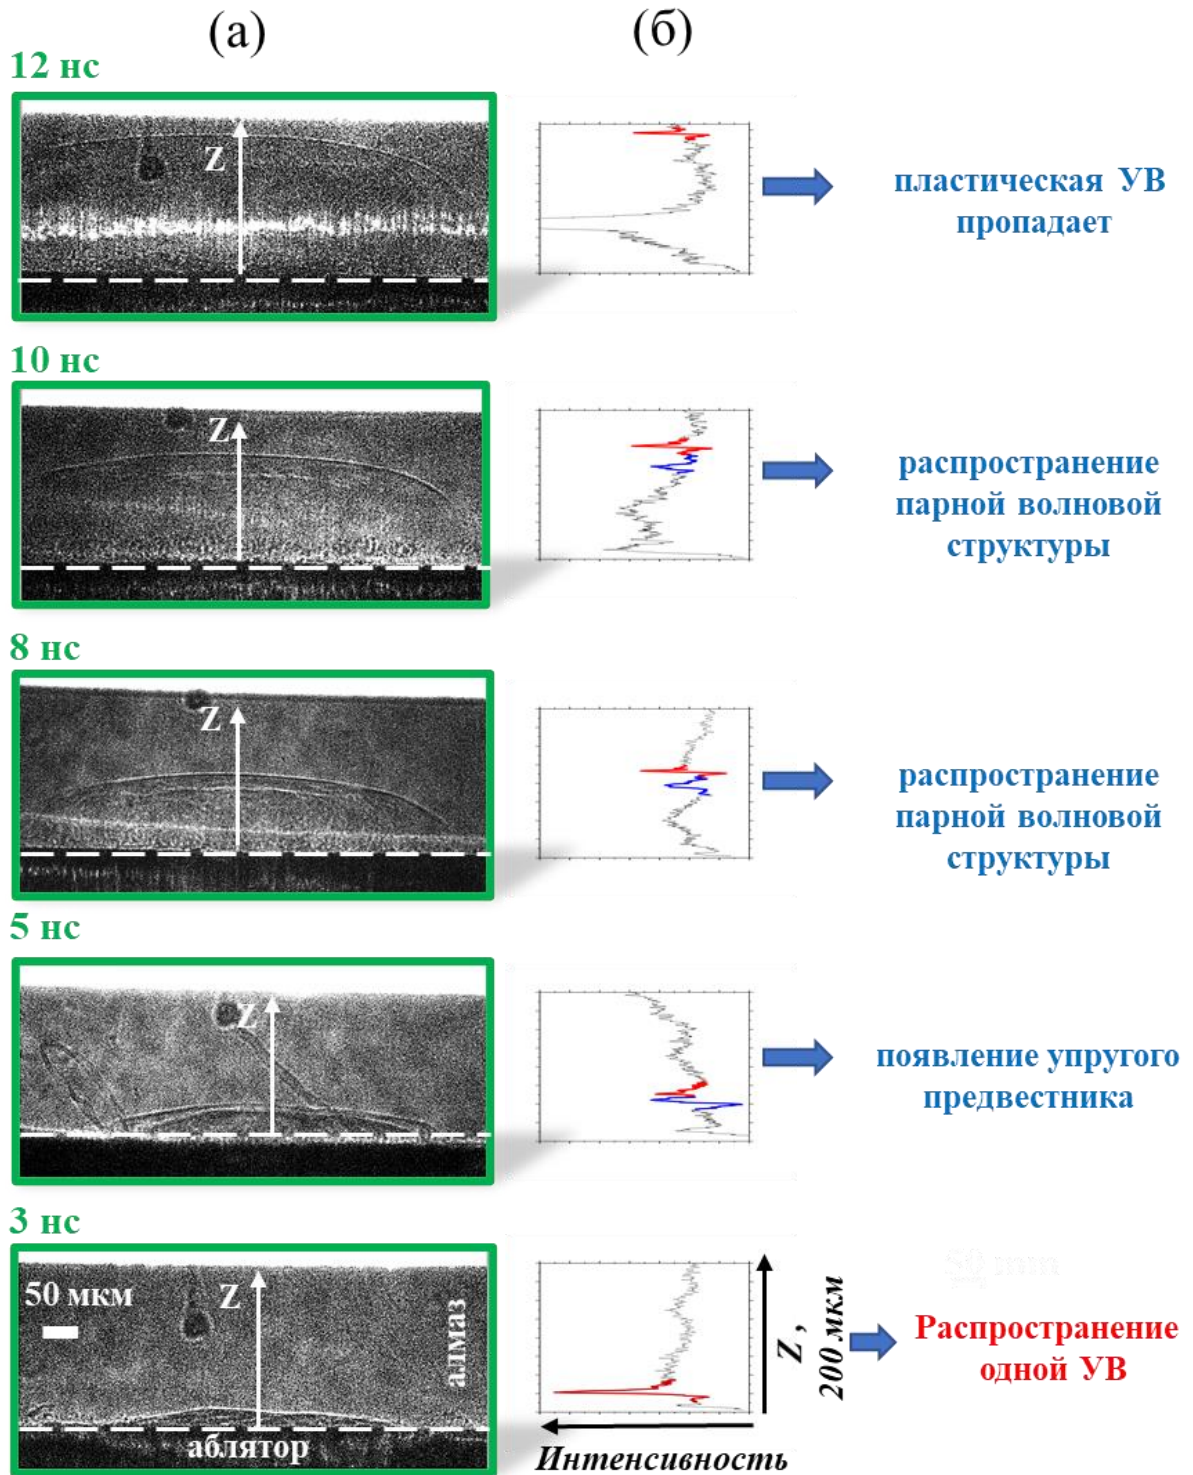 (а)
(б)
12 нс
Z
пластическая УВ
пропадает
10 нс
Z
распространение
парной волновой
структуры
8 нс
Z
распространение
парной волновой
структуры
5 нс
Z
появление упругого
предвестника
3 нс
50 мкм
Z
алмаз
аблятор
Z ,
200 мкм
Интенсивность
Распространение
одной УВ